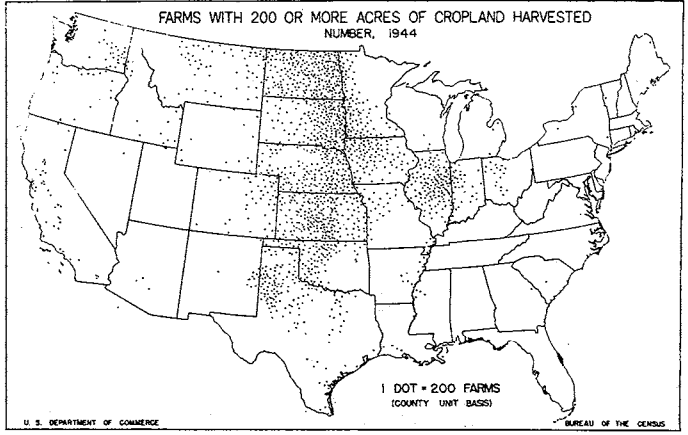 FARMS WITH 200 OR MORE ACRES OF CROPLAND HARVESTED
NUMBER, 1944
1 DOT = 200 FARMS
(COUNTY UNIT BASIS)
U. S. DEPARTMENT OF COMMERCE
BUREAU OF THE CENSUS